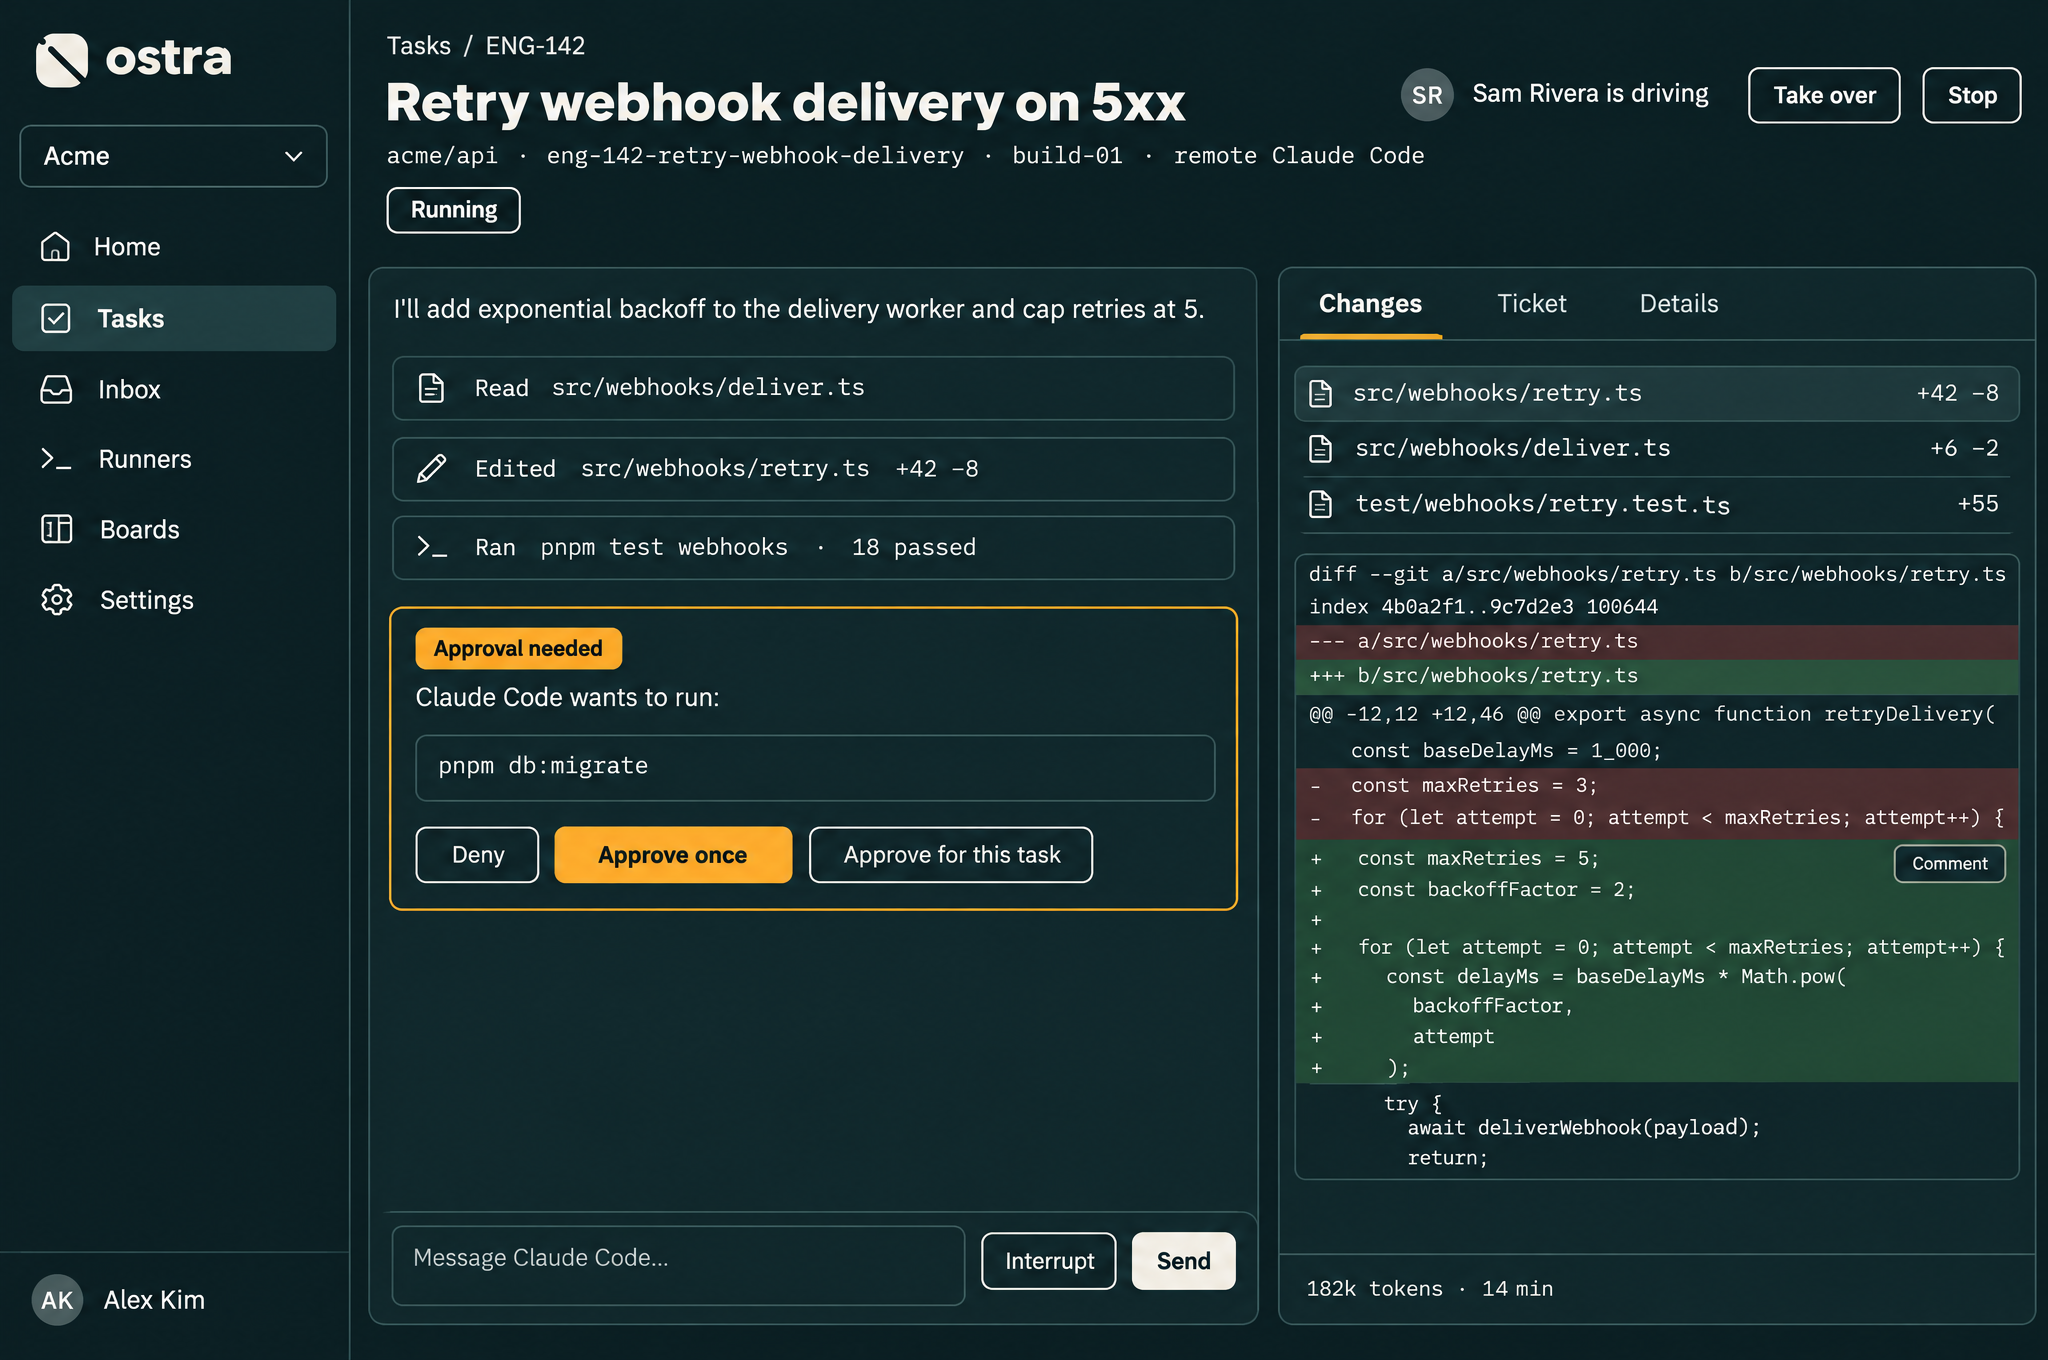 ostra
Acme
Home
Tasks
Inbox
Runners
Boards
Settings
AK Alex Kim
Tasks / ENG-142
Retry webhook delivery on 5xx
acme/api · eng-142-retry-webhook-delivery · build-01 · remote Claude Code
Running
SR Sam Rivera is driving
Take over
Stop
I'll add exponential backoff to the delivery worker and cap retries at 5.
Read src/webhooks/deliver.ts
Edited src/webhooks/retry.ts +42 −8
Ran pnpm test webhooks · 18 passed
Approval needed
Claude Code wants to run:
pnpm db:migrate
Deny
Approve once
Approve for this task
Message Claude Code...
Interrupt
Send
Changes
Ticket
Details
src/webhooks/retry.ts +42 −8
src/webhooks/deliver.ts +6 −2
test/webhooks/retry.test.ts +55
diff --git a/src/webhooks/retry.ts b/src/webhooks/retry.ts
index 4b0a2f1..9c7d2e3 100644
--- a/src/webhooks/retry.ts
+++ b/src/webhooks/retry.ts
@@ -12,12 +12,46 @@ export async function retryDelivery(
const baseDelayMs = 1_000;
- const maxRetries = 3;
- for (let attempt = 0; attempt < maxRetries; attempt++) {
+ const maxRetries = 5;
Comment
+ const backoffFactor = 2;
+
+ for (let attempt = 0; attempt < maxRetries; attempt++) {
+ const delayMs = baseDelayMs * Math.pow(
+ backoffFactor,
+ attempt
+ );
try {
await deliverWebhook(payload);
return;
182k tokens · 14 min